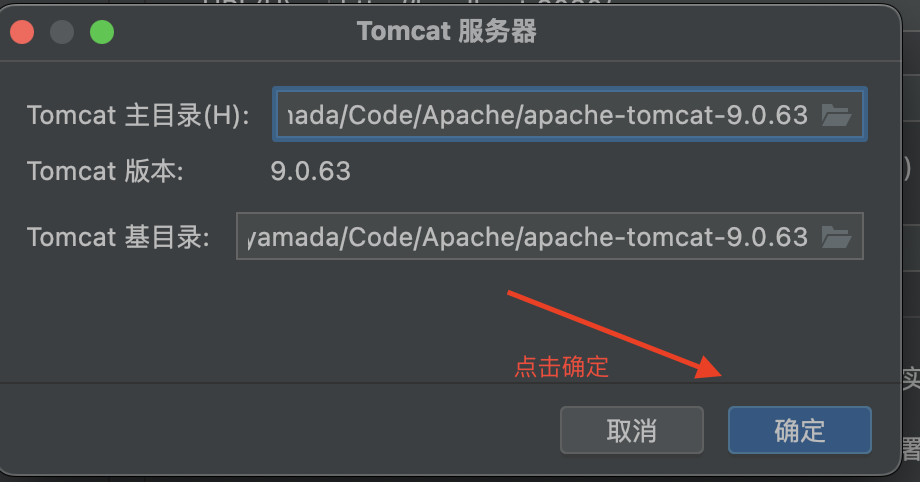 Tomcat 服务器
Tomcat 主目录(H): mada/Code/Apache/apache-tomcat-9.0.63
Tomcat 版本: 9.0.63
Tomcat 基目录: yamada/Code/Apache/apache-tomcat-9.0.63
点击确定
取消 确定